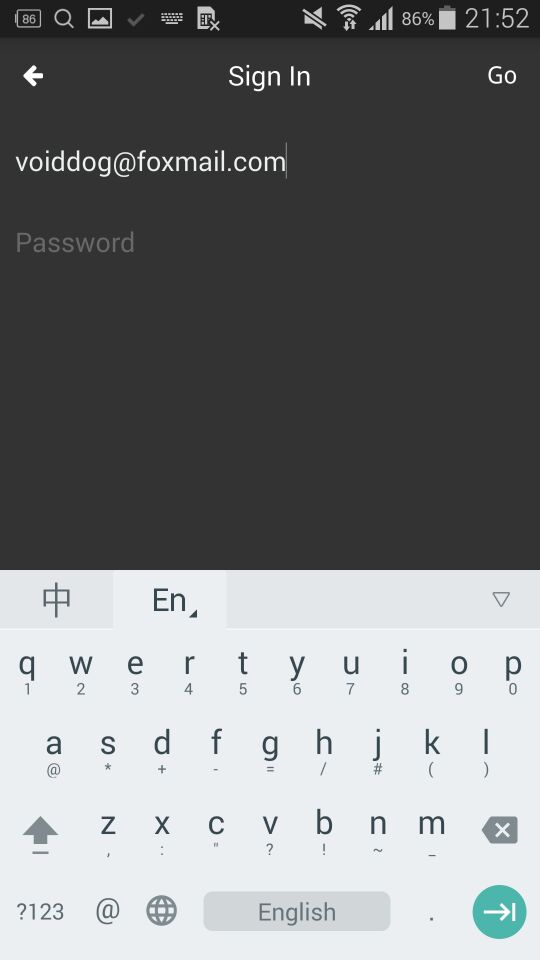 86 86% 21:52
Sign In Go
voiddog@foxmail.com
Password
中 En
q w e r t y u i o p
1 2 3 4 5 6 7 8 9 0
a s d f g h j k l
@ * + - = / # ( )
z x c v b n m
, : " ? ! ~ _
?123 @ English .